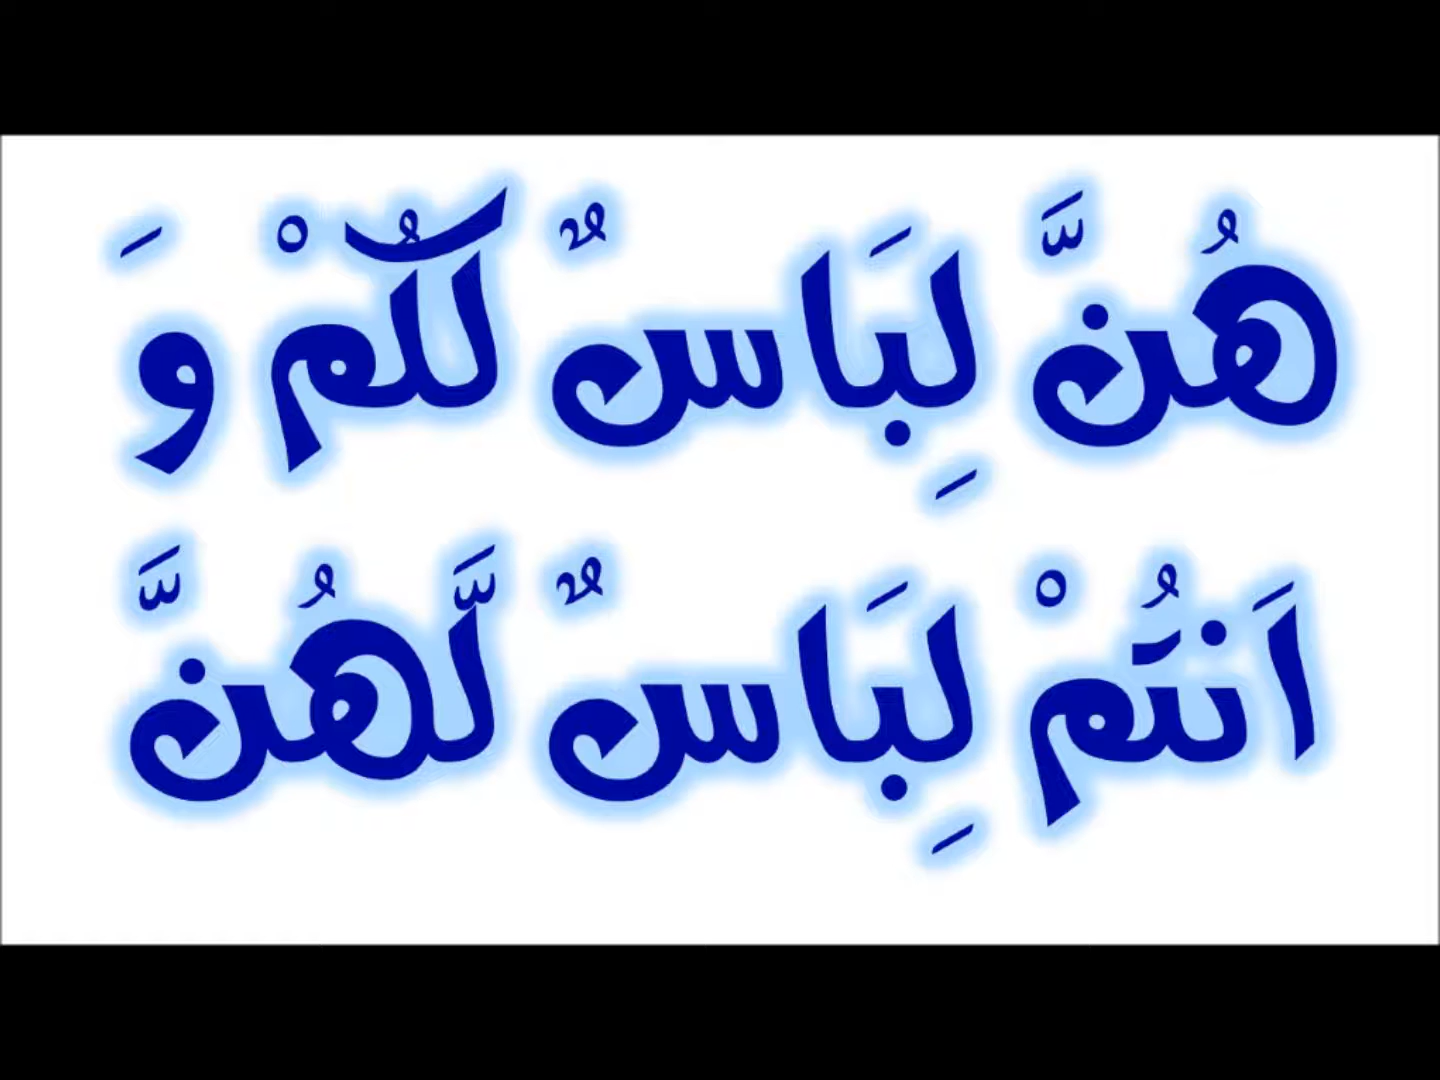 هُنَّ لِبَاسٌ لَكُمْ وَ
اَنتُمْ لِبَاسٌ لَّهُنَّ